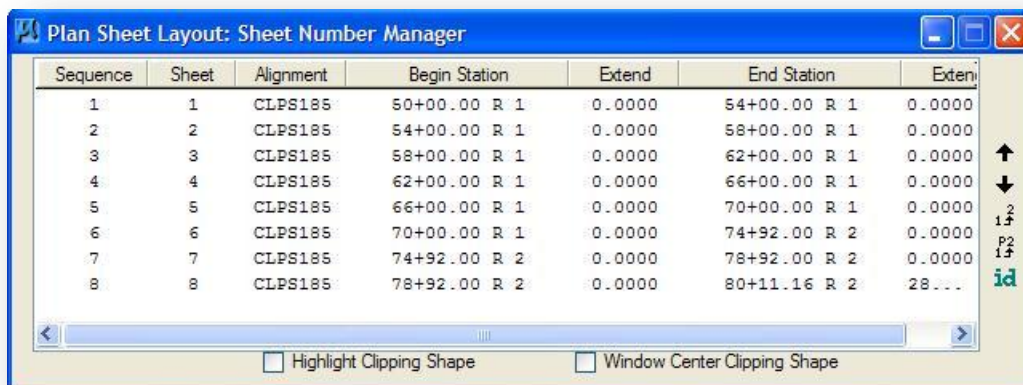 Plan Sheet Layout: Sheet Number Manager
Sequence Sheet Alignment Begin Station Extend End Station Exten
1 1 CLPS185 50+00.00 R 1 0.0000 54+00.00 R 1 0.0000
2 2 CLPS185 54+00.00 R 1 0.0000 58+00.00 R 1 0.0000
3 3 CLPS185 58+00.00 R 1 0.0000 62+00.00 R 1 0.0000
4 4 CLPS185 62+00.00 R 1 0.0000 66+00.00 R 1 0.0000
5 5 CLPS185 66+00.00 R 1 0.0000 70+00.00 R 1 0.0000
6 6 CLPS185 70+00.00 R 1 0.0000 74+92.00 R 2 0.0000
7 7 CLPS185 74+92.00 R 2 0.0000 78+92.00 R 2 0.0000
8 8 CLPS185 78+92.00 R 2 0.0000 80+11.16 R 2 28...
2
1
P2
1
id
Highlight Clipping Shape Window Center Clipping Shape